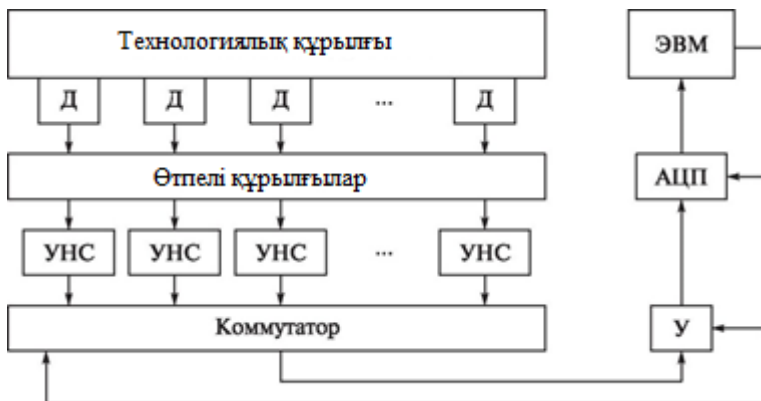 Технологиялық құрылғы
ЭВМ
Д Д Д ... Д
Өтпелі құрылғылар
АЦП
УНС УНС УНС ... УНС
Коммутатор
У